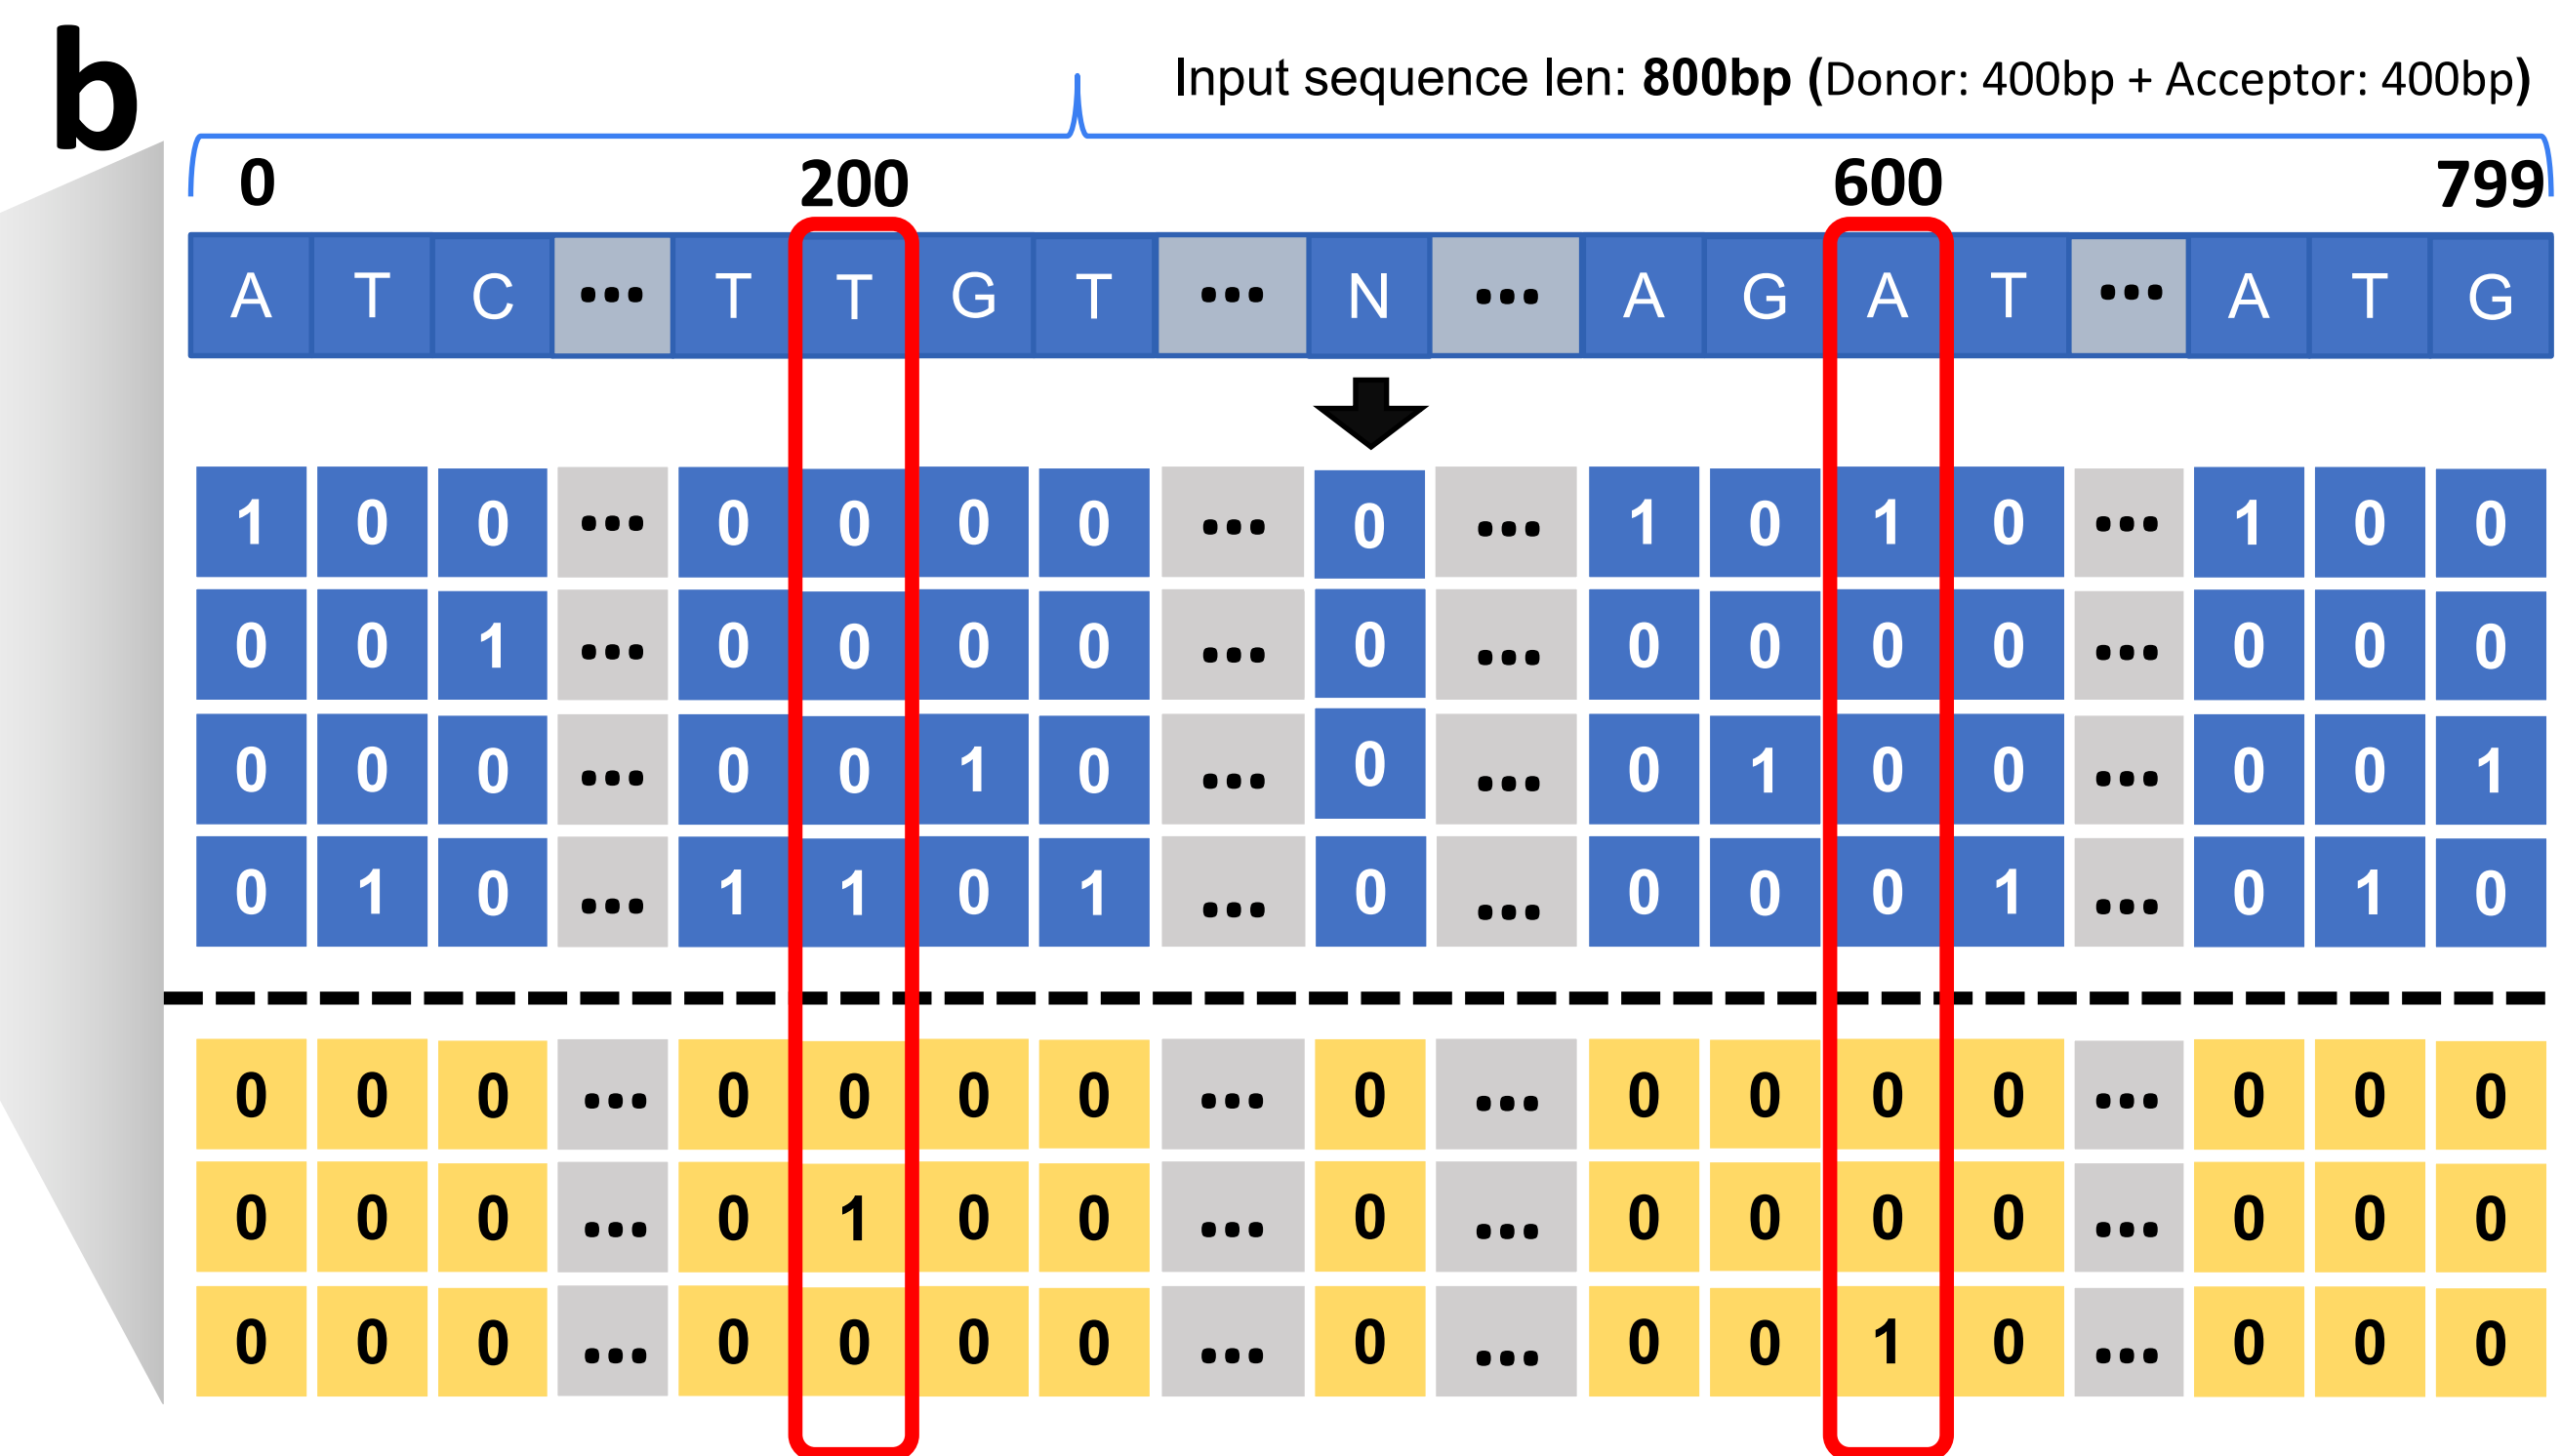 b
Input sequence len: 800bp (Donor: 400bp + Acceptor: 400bp)
0 200 600 799
A T C ... T T G T ... N ... A G A T ... A T G
1 0 0 ... 0 0 0 0 ... 0 ... 1 0 1 0 ... 1 0 0
0 0 1 ... 0 0 0 0 ... 0 ... 0 0 0 0 ... 0 0 0
0 0 0 ... 0 0 1 0 ... 0 ... 0 1 0 0 ... 0 0 1
0 1 0 ... 1 1 0 1 ... 0 ... 0 0 0 1 ... 0 1 0
0 0 0 ... 0 0 0 0 ... 0 ... 0 0 0 0 ... 0 0 0
0 0 0 ... 0 1 0 0 ... 0 ... 0 0 0 0 ... 0 0 0
0 0 0 ... 0 0 0 0 ... 0 ... 0 0 1 0 ... 0 0 0